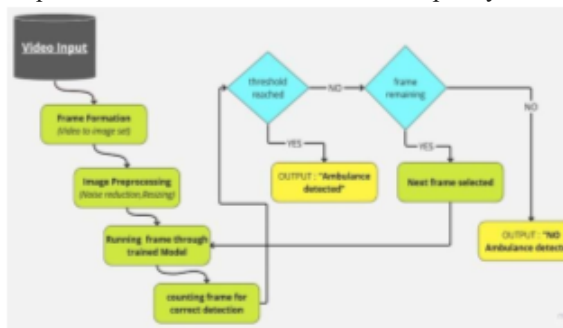 Video Input
Frame Formation
(Video to image set)
Image Preprocessing
(Noise reduction,Resizing)
Running frame through
trained Model
counting frame for
correct detection
threshold
reached
NO
frame
remaining
NO
YES
OUTPUT : "Ambulance
detected"
YES
Next frame selected
OUTPUT : "NO
Ambulance detect